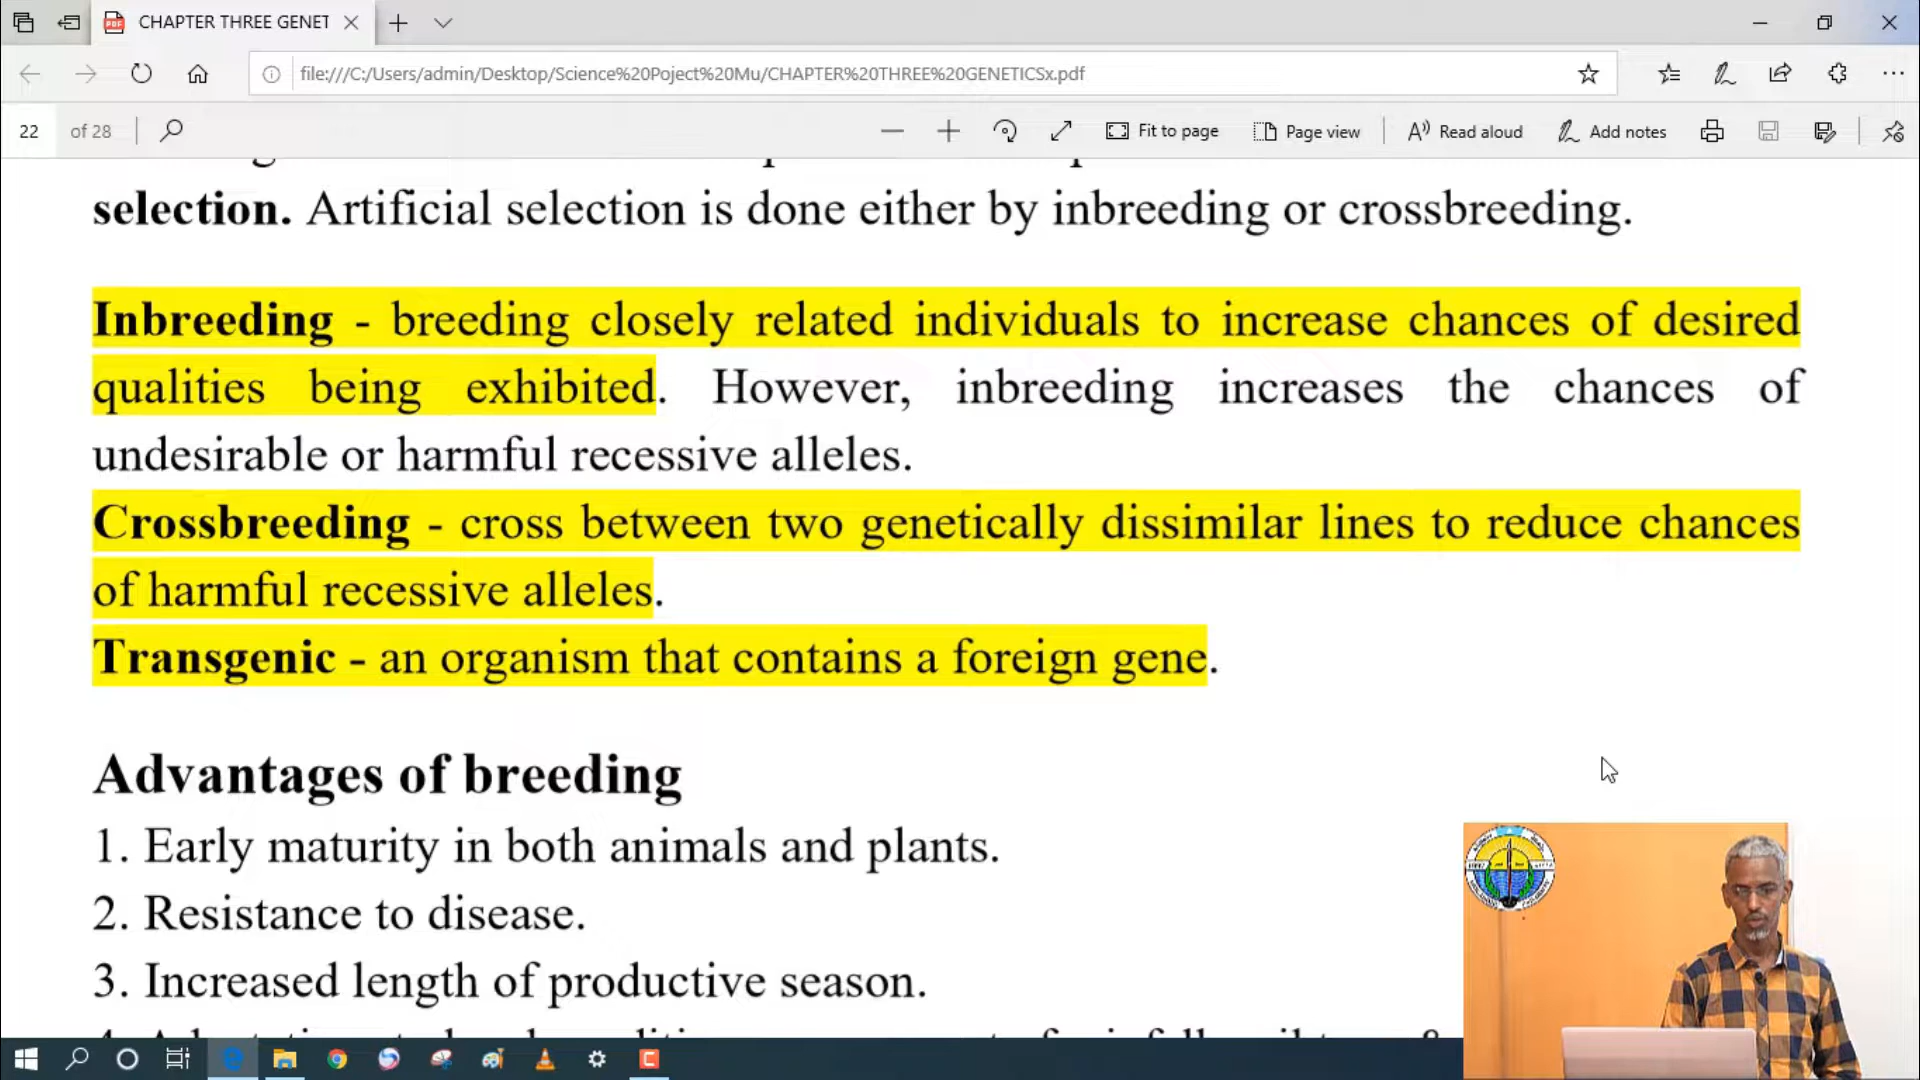 CHAPTER THREE GENET
file:///C:/Users/admin/Desktop/Science%20Poject%20Mu/CHAPTER%20THREE%20GENETICSx.pdf
22 of 28
Fit to page
Page view
Read aloud
Add notes
selection. Artificial selection is done either by inbreeding or crossbreeding.
Inbreeding - breeding closely related individuals to increase chances of desired
qualities being exhibited. However, inbreeding increases the chances of
undesirable or harmful recessive alleles.
Crossbreeding - cross between two genetically dissimilar lines to reduce chances
of harmful recessive alleles.
Transgenic - an organism that contains a foreign gene.
Advantages of breeding
1. Early maturity in both animals and plants.
2. Resistance to disease.
3. Increased length of productive season.